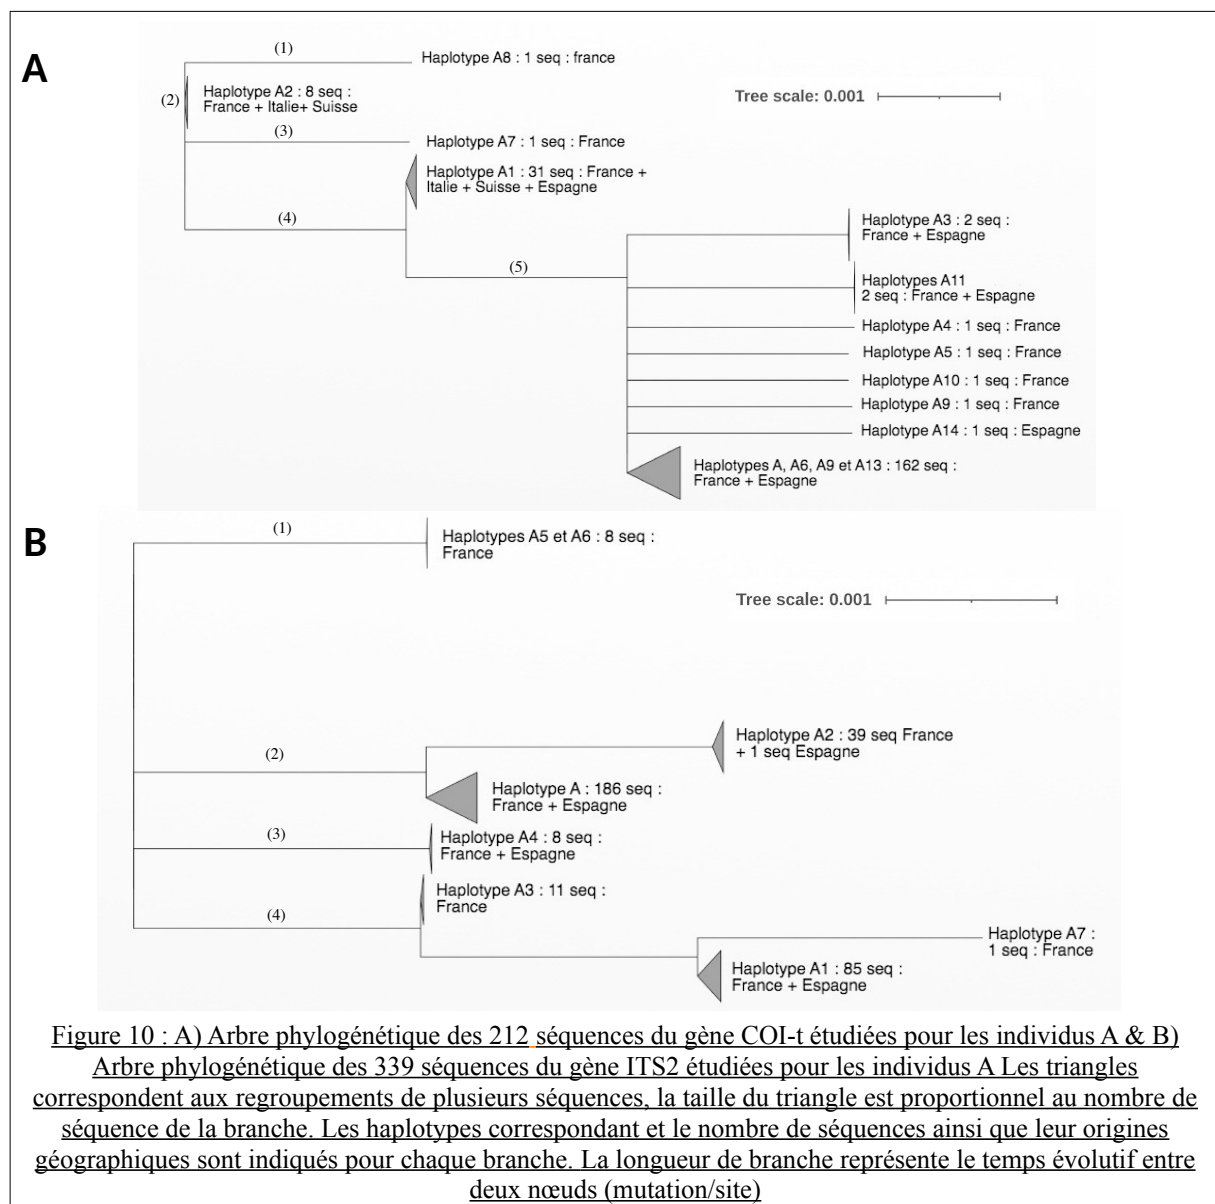 A
(1)
Haplotype A8 : 1 seq : france
(2)
Haplotype A2 : 8 seq :
France + Italie+ Suisse
Tree scale: 0.001
(3)
Haplotype A7 : 1 seq : France
Haplotype A1 : 31 seq : France +
Italie + Suisse + Espagne
(4)
Haplotype A3 : 2 seq :
France + Espagne
(5)
Haplotypes A11
2 seq : France + Espagne
Haplotype A4 : 1 seq : France
Haplotype A5 : 1 seq : France
Haplotype A10 : 1 seq : France
Haplotype A9 : 1 seq : France
Haplotype A14 : 1 seq : Espagne
Haplotypes A, A6, A9 et A13 : 162 seq :
France + Espagne
B
(1)
Haplotypes A5 et A6 : 8 seq :
France
Tree scale: 0.001
(2)
Haplotype A2 : 39 seq France
+ 1 seq Espagne
Haplotype A : 186 seq :
France + Espagne
(3)
Haplotype A4 : 8 seq :
France + Espagne
Haplotype A3 : 11 seq :
France
(4)
Haplotype A7 :
1 seq : France
Haplotype A1 : 85 seq :
France + Espagne
Figure 10 : A) Arbre phylogénétique des 212 séquences du gène COI-t étudiées pour les individus A & B)
Arbre phylogénétique des 339 séquences du gène ITS2 étudiées pour les individus A Les triangles
correspondent aux regroupements de plusieurs séquences, la taille du triangle est proportionnel au nombre de
séquence de la branche. Les haplotypes correspondant et le nombre de séquences ainsi que leur origines
géographiques sont indiqués pour chaque branche. La longueur de branche représente le temps évolutif entre
deux nœuds (mutation/site)